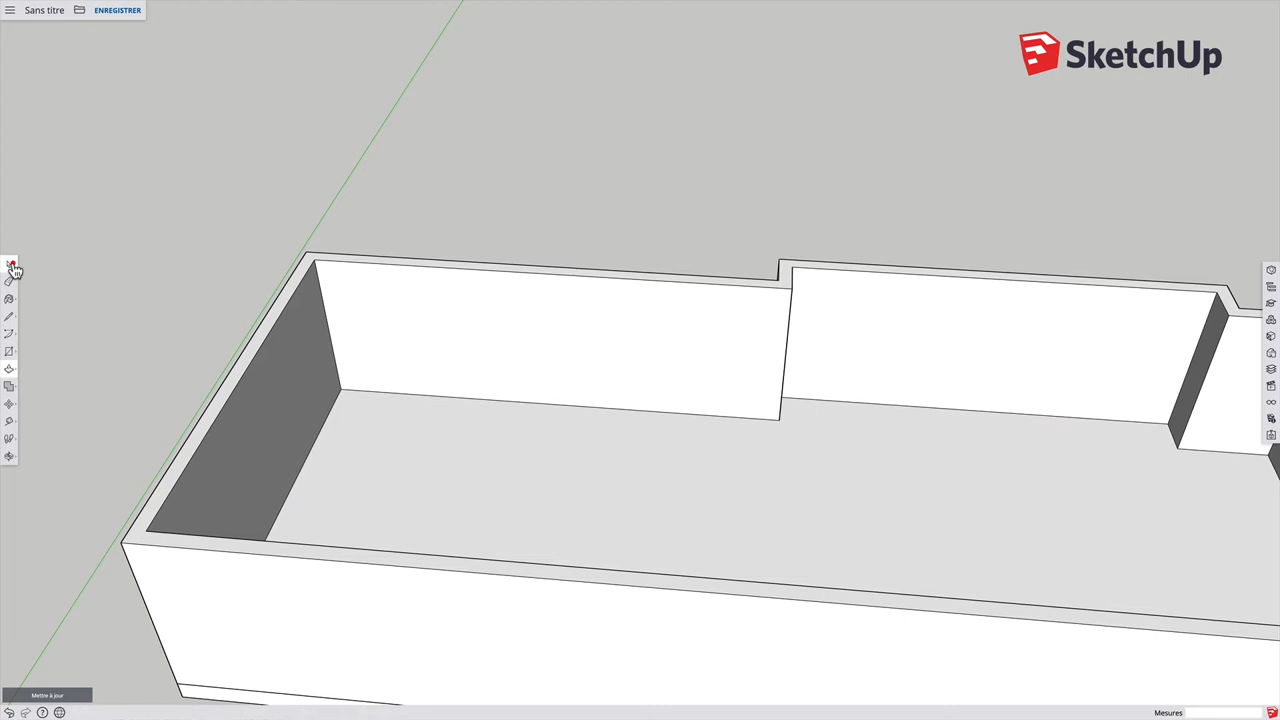 Sans titre
ENREGISTRER
SketchUp
Mettre à jour
Mesures